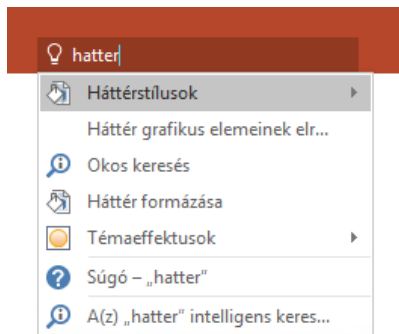 hatter
Háttérstílusok
Háttér grafikus elemeinek elr...
Okos keresés
Háttér formázása
Témaeffektusok
Súgó – „hatter”
A(z) „hatter” intelligens keres...